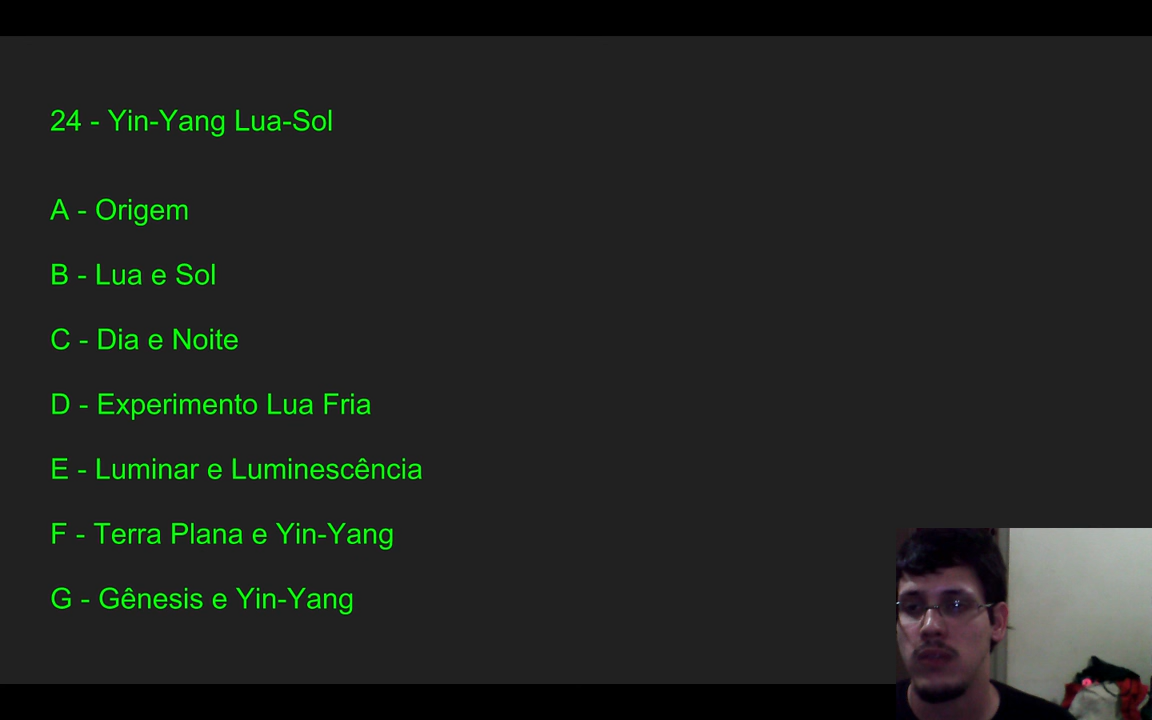 24 - Yin-Yang Lua-Sol
A - Origem
B - Lua e Sol
C - Dia e Noite
D - Experimento Lua Fria
E - Luminar e Luminescência
F - Terra Plana e Yin-Yang
G - Gênesis e Yin-Yang